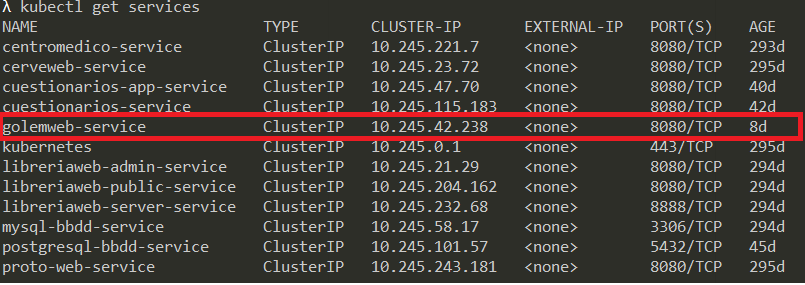 λ kubectl get services
NAME TYPE CLUSTER-IP EXTERNAL-IP PORT(S) AGE
centromedico-service ClusterIP 10.245.221.7 <none> 8080/TCP 293d
cerveweb-service ClusterIP 10.245.23.72 <none> 8080/TCP 295d
cuestionarios-app-service ClusterIP 10.245.47.70 <none> 8080/TCP 40d
cuestionarios-service ClusterIP 10.245.115.183 <none> 8080/TCP 42d
golemweb-service ClusterIP 10.245.42.238 <none> 8080/TCP 8d
kubernetes ClusterIP 10.245.0.1 <none> 443/TCP 295d
libreriaweb-admin-service ClusterIP 10.245.21.29 <none> 8080/TCP 294d
libreriaweb-public-service ClusterIP 10.245.204.162 <none> 8080/TCP 294d
libreriaweb-server-service ClusterIP 10.245.232.68 <none> 8888/TCP 294d
mysql-bbdd-service ClusterIP 10.245.58.17 <none> 3306/TCP 294d
postgresql-bbdd-service ClusterIP 10.245.101.57 <none> 5432/TCP 45d
proto-web-service ClusterIP 10.245.243.181 <none> 8080/TCP 295d